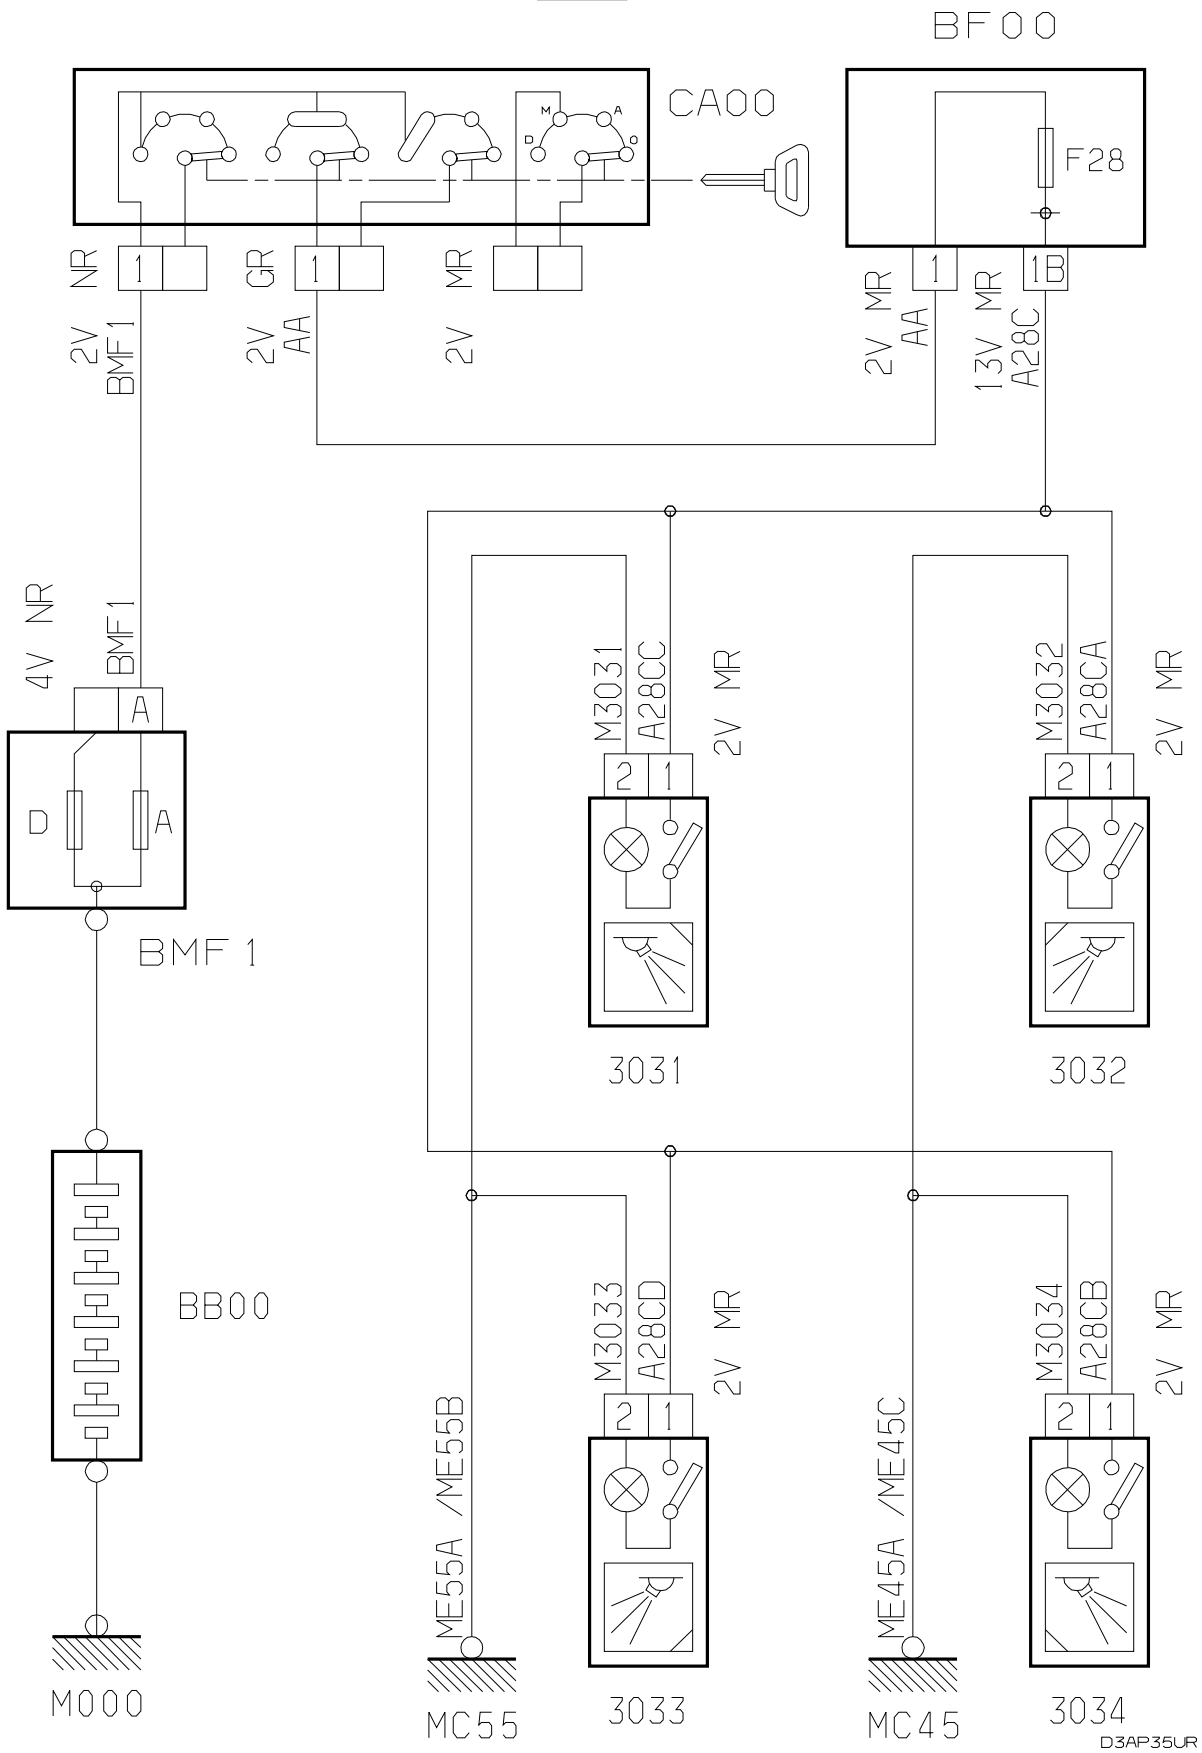 BF00
CA00
M
A
D
O
F28
1
1
1
1B
NR
GR
MR
2V
BMF1
2V
AA
2V
2V MR
AA
13V MR
A28C
4V NR
BMF1
A
D
A
BMF1
M3031
A28CC
2V MR
2
1
M3032
A28CA
2V MR
2
1
3031
3032
BB00
M3033
A28CD
2V MR
2
1
M3034
A28CB
2V MR
2
1
ME55A /ME55B
ME45A /ME45C
M000
MC55
3033
MC45
3034
D3AP35UR